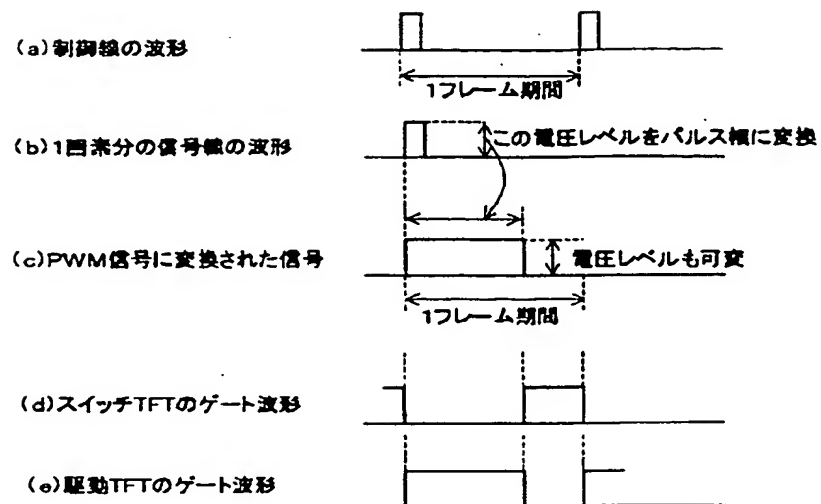 (a)制御線の波形
1フレーム期間
(b)1画素分の信号線の波形
この電圧レベルをパルス幅に変換
(c)PWM信号に変換された信号
電圧レベルも可変
1フレーム期間
(d)スイッチTFTのゲート波形
(e)駆動TFTのゲート波形